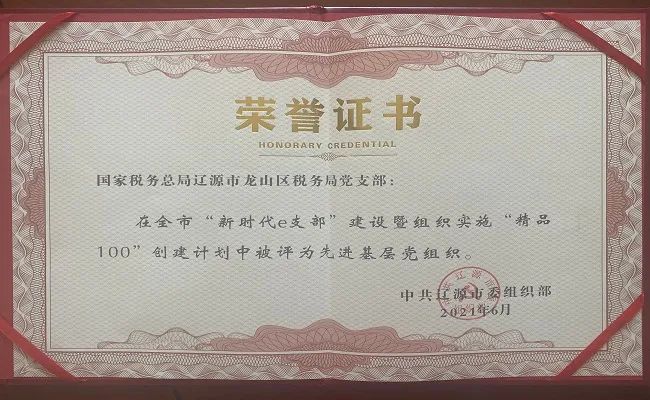 荣誉证书
HONORARY CREDENTIAL
国家税务总局辽源市龙山区税务局党支部：
在全市“新时代e支部”建设暨组织实施“精品
100”创建计划中被评为先进基层党组织。
中共辽源市委组织部
2021年6月